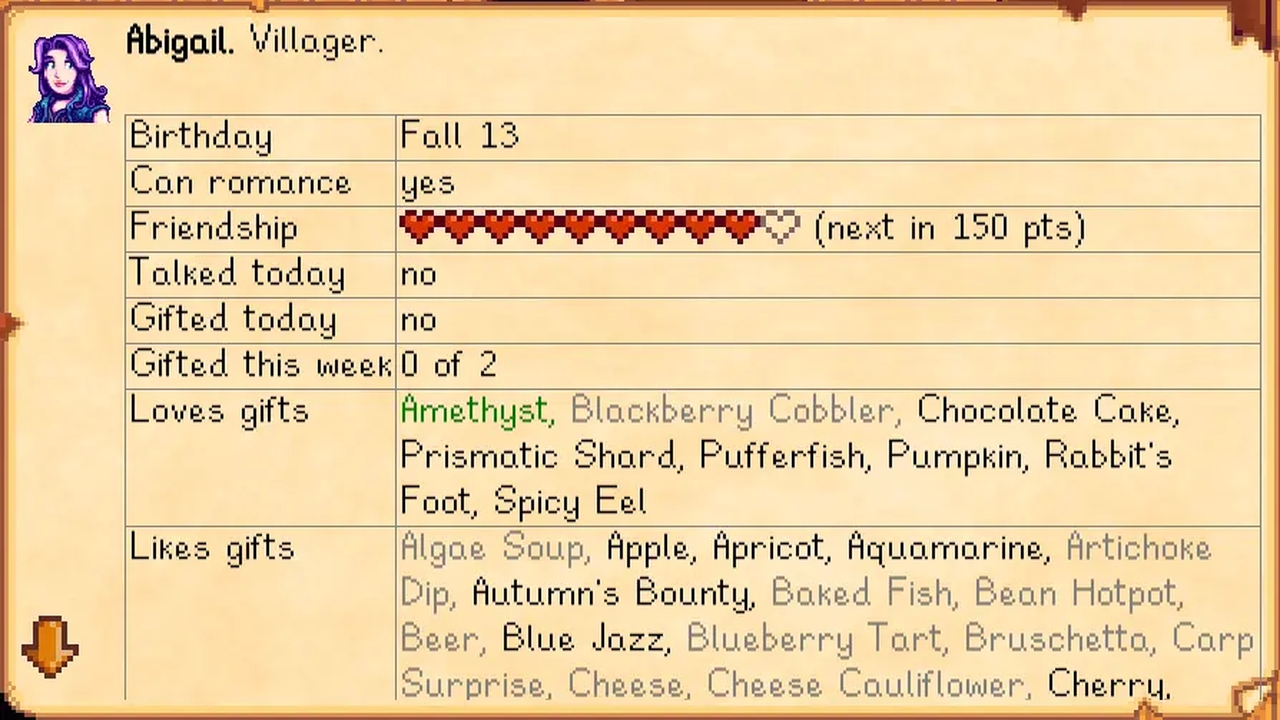 Abigail. Villager.
Birthday Fall 13
Can romance yes
Friendship (next in 150 pts)
Talked today no
Gifted today no
Gifted this week 0 of 2
Loves gifts Amethyst, Blackberry Cobbler, Chocolate Cake,
Prismatic Shard, Pufferfish, Pumpkin, Rabbit's
Foot, Spicy Eel
Likes gifts Algae Soup, Apple, Apricot, Aquamarine, Artichoke
Dip, Autumn's Bounty, Baked Fish, Bean Hotpot,
Beer, Blue Jazz, Blueberry Tart, Bruschetta, Carp
Surprise, Cheese, Cheese Cauliflower, Cherry,